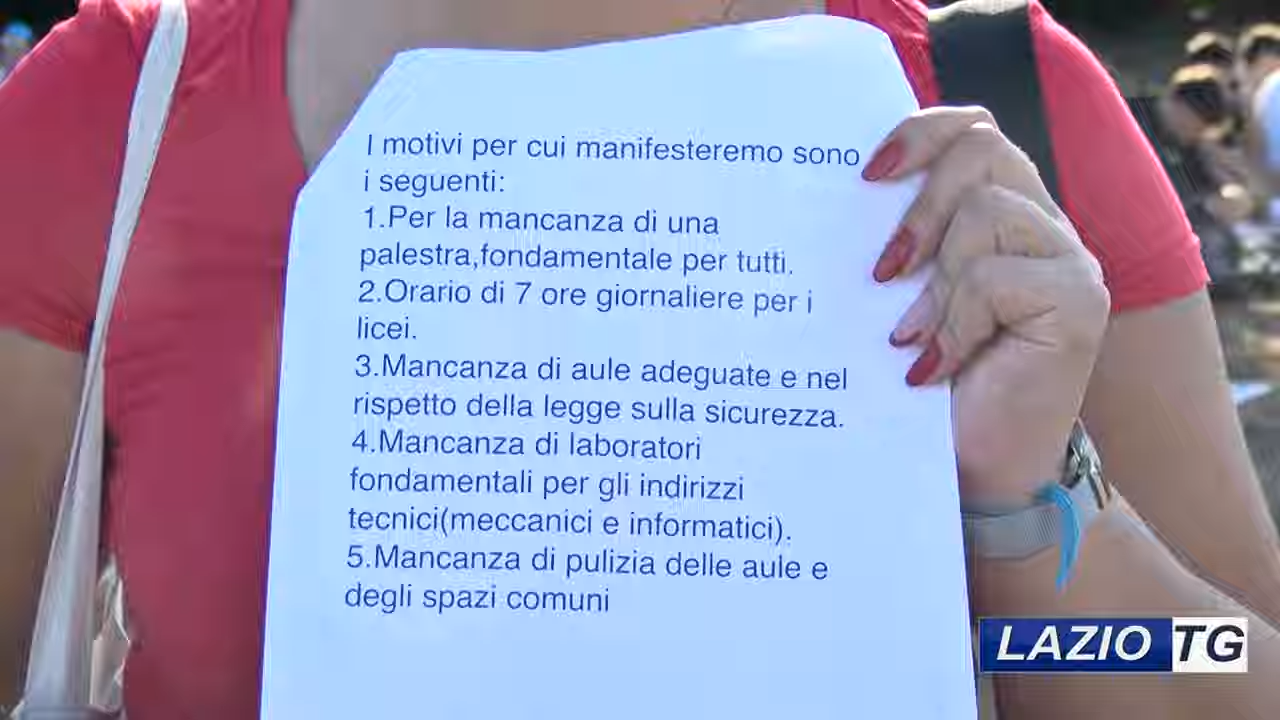 I motivi per cui manifesteremo sono
i seguenti:
1.Per la mancanza di una
palestra,fondamentale per tutti.
2.Orario di 7 ore giornaliere per i
licei.
3.Mancanza di aule adeguate e nel
rispetto della legge sulla sicurezza.
4.Mancanza di laboratori
fondamentali per gli indirizzi
tecnici(meccanici e informatici).
5.Mancanza di pulizia delle aule e
degli spazi comuni
LAZIO TG